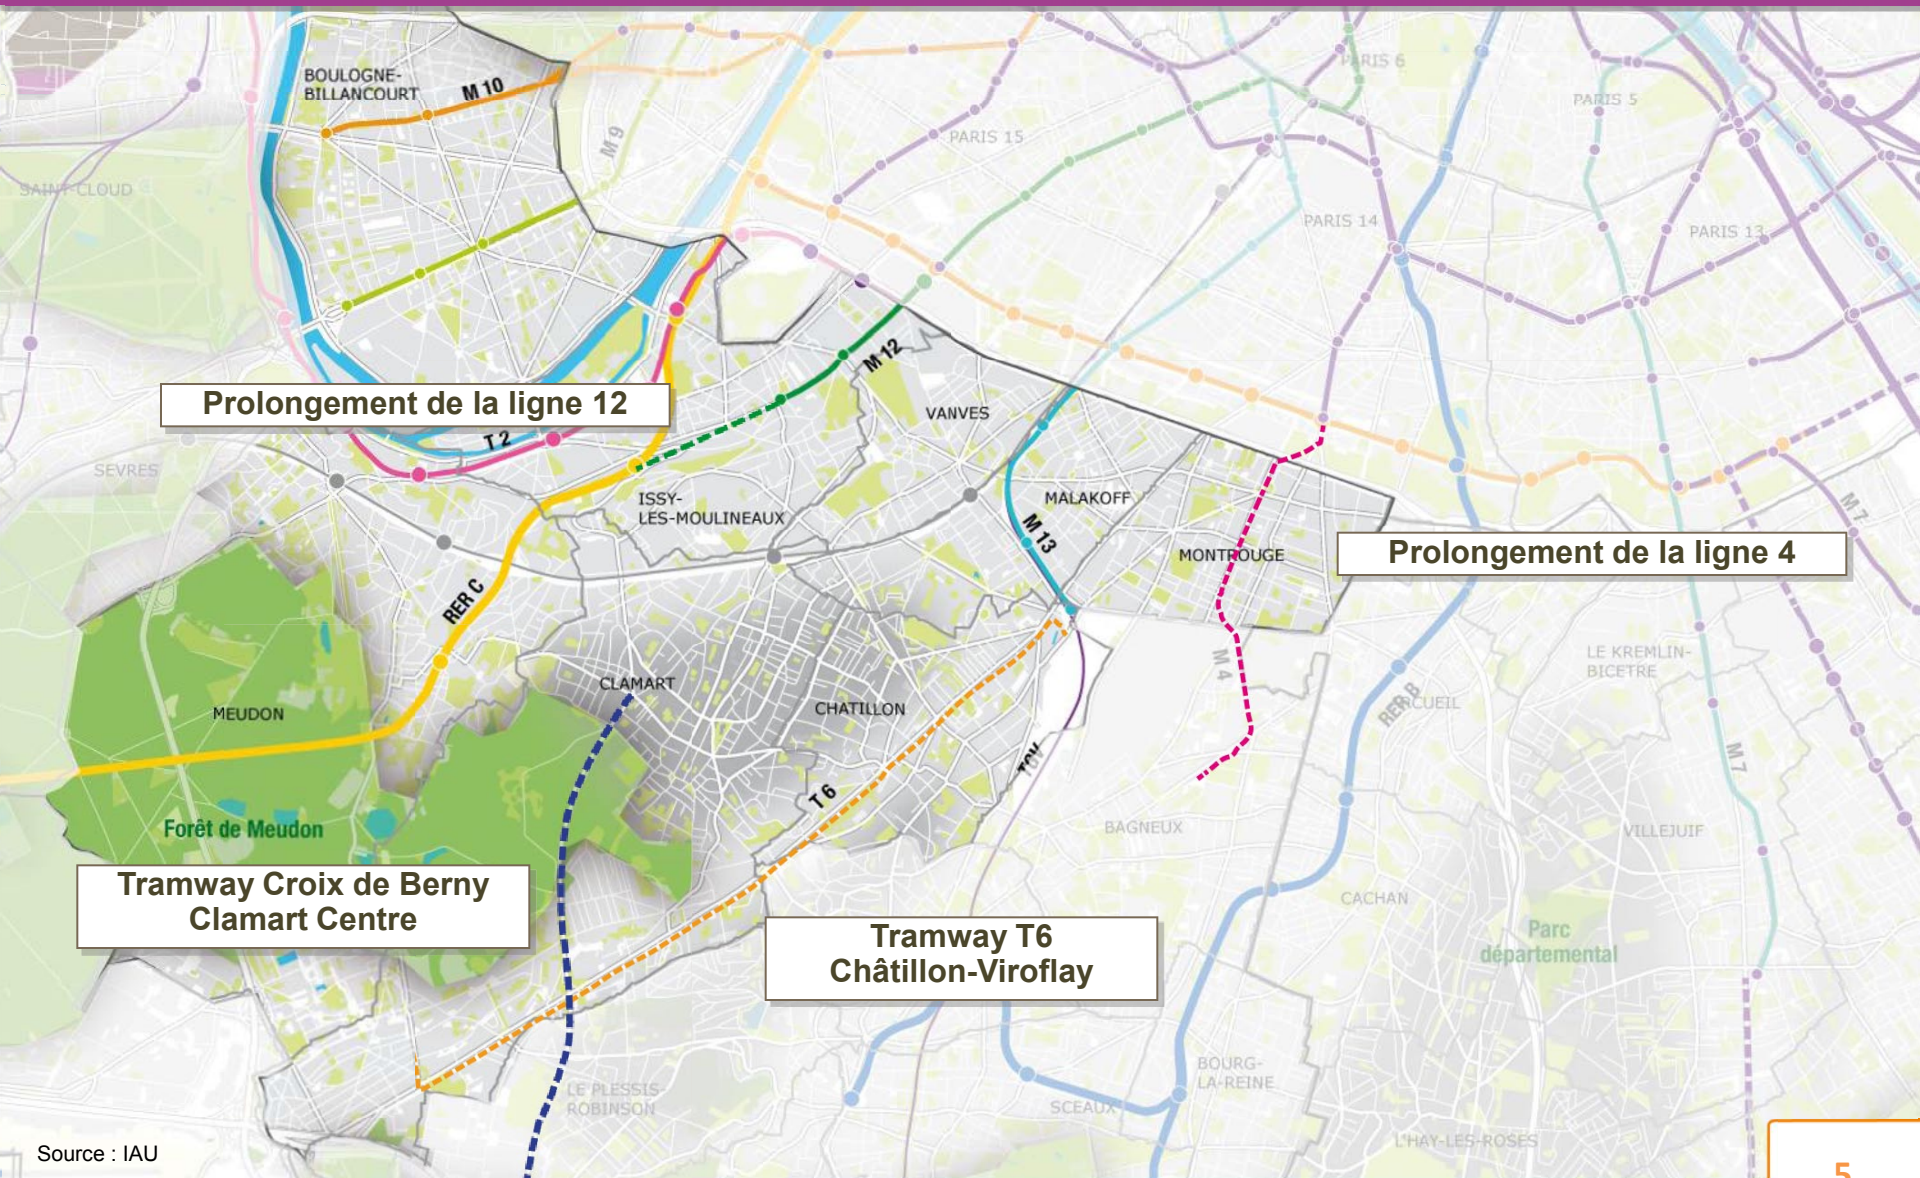 BOULOGNE-
BILLANCOURT
M 10
M 9
PARIS 6
PARIS 5
PARIS 15
SAINT-CLOUD
PARIS 14
PARIS 13
M 12
Prolongement de la ligne 12
VANVES
T 2
SEVRES
ISSY-
LES-MOULINEAUX
MALAKOFF
M 13
MONTROUGE
M 7
Prolongement de la ligne 4
RER C
CLAMART
CHATILLON
MEUDON
M 4
LE KREMLIN-
BICETRE
RER B
TGV
M 7
T 6
Forêt de Meudon
BAGNEUX
VILLEJUIF
Tramway Croix de Berny
Clamart Centre
CACHAN
Parc
départemental
Tramway T6
Châtillon-Viroflay
BOURG-
LA-REINE
LE PLESSIS-
ROBINSON
SCEAUX
L'HAY-LES-ROSES
Source : IAU
5